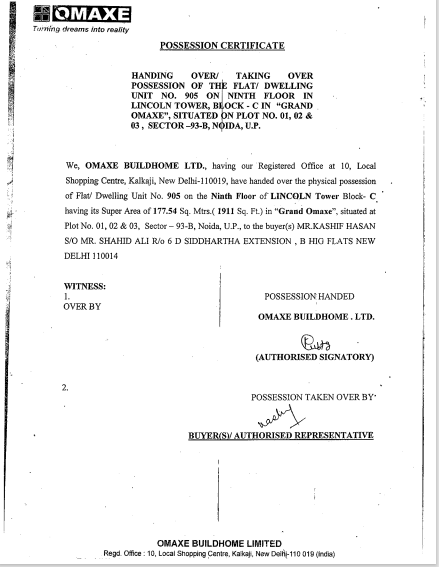 OMAXE
Turning dreams into reality
POSSESSION CERTIFICATE
HANDING OVER/ TAKING OVER
POSSESSION OF THE FLAT/ DWELLING
UNIT NO. 905 ON NINTH FLOOR IN
LINCOLN TOWER, BLOCK - C IN "GRAND
OMAXE", SITUATED ON PLOT NO. 01, 02 &
03 , SECTOR –93-B, NOIDA, U.P.
We, OMAXE BUILDHOME LTD., having our Registered Office at 10, Local
Shopping Centre, Kalkaji, New Delhi-110019, have handed over the physical possession
of Flat/ Dwelling Unit No. 905 on the Ninth Floor of LINCOLN Tower Block- C
having its Super Area of 177.54 Sq. Mtrs.( 1911 Sq. Ft.) in "Grand Omaxe", situated at
Plot No. 01, 02 & 03, Sector – 93-B, Noida, U.P., to the buyer(s) MR.KASHIF HASAN
S/O MR. SHAHID ALI R/o 6 D SIDDHARTHA EXTENSION , B HIG FLATS NEW
DELHI 110014
WITNESS:
1. POSSESSION HANDED
OVER BY
OMAXE BUILDHOME . LTD.
(AUTHORISED SIGNATORY)
2.
POSSESSION TAKEN OVER BY
BUYER(S)/ AUTHORISED REPRESENTATIVE
OMAXE BUILDHOME LIMITED
Regd. Office : 10, Local Shopping Centre, Kalkaji, New Delhi-110 019 (India)